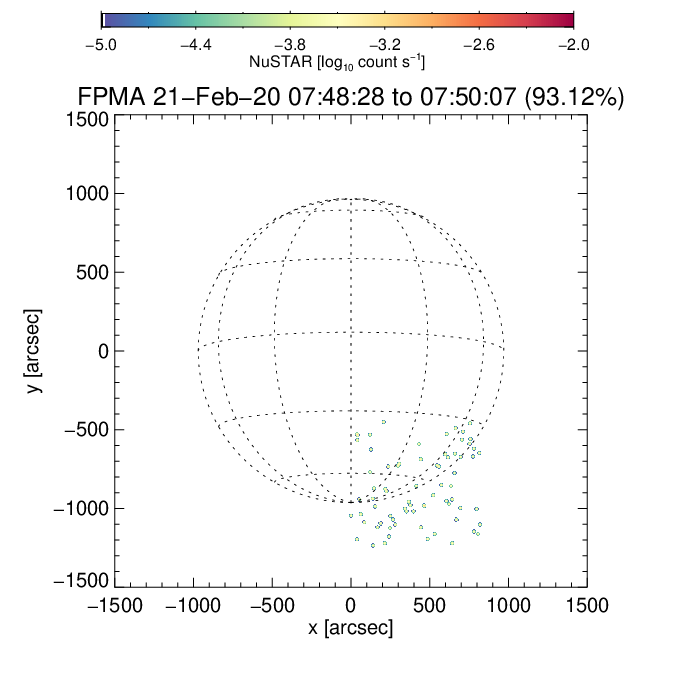 −5.0 −4.4 −3.8 −3.2 −2.6 −2.0
NuSTAR [log₁₀ count s⁻¹]
FPMA 21−Feb−20 07:48:28 to 07:50:07 (93.12%)
1500
1000
500
0
−500
−1000
−1500
y [arcsec]
−1500 −1000 −500 0 500 1000 1500
x [arcsec]